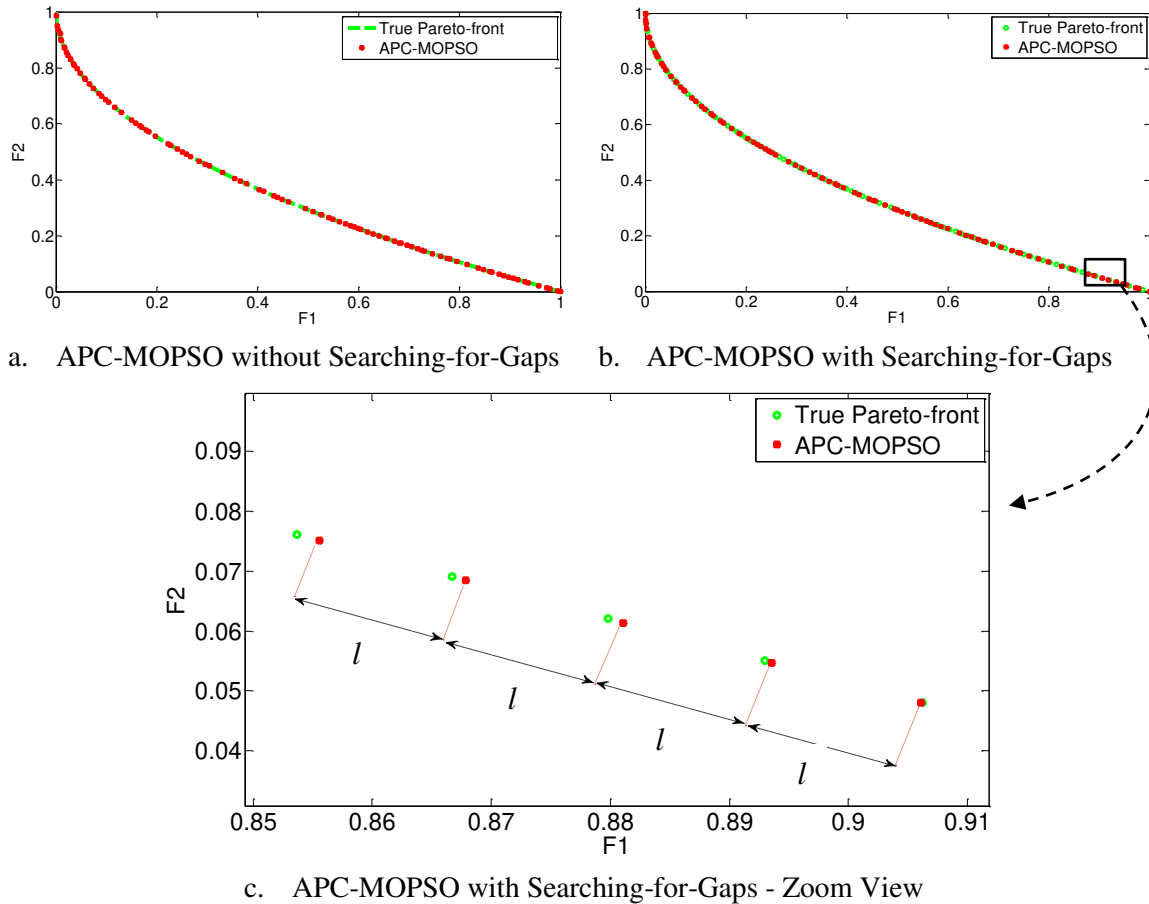 True Pareto-front
APC-MOPSO
1
0.8
0.6
0.4
0.2
0
F2
0 0.2 0.4 0.6 0.8 1
F1
a. APC-MOPSO without Searching-for-Gaps
True Pareto-front
APC-MOPSO
1
0.8
0.6
0.4
0.2
0
F2
0 0.2 0.4 0.6 0.8 1
F1
b. APC-MOPSO with Searching-for-Gaps
True Pareto-front
APC-MOPSO
0.09
0.08
0.07
0.06
0.05
0.04
F2
l
l
l
l
0.85 0.86 0.87 0.88 0.89 0.9 0.91
F1
c. APC-MOPSO with Searching-for-Gaps - Zoom View